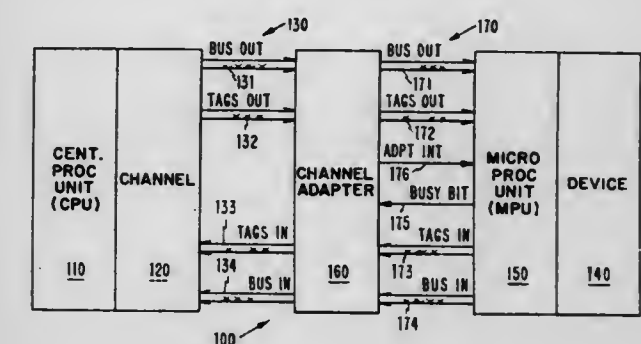 130
170
BUS OUT
BUS OUT
131
171
TAGS OUT
TAGS OUT
132
172
ADPT INT
176
CENT.
PROC
UNIT
(CPU)
CHANNEL
CHANNEL
ADAPTER
MICRO
PROC
UNIT
(MPU)
DEVICE
BUSY BIT
175
133
TAGS IN
TAGS IN
173
134
BUS IN
BUS IN
174
110
120
160
150
140
100